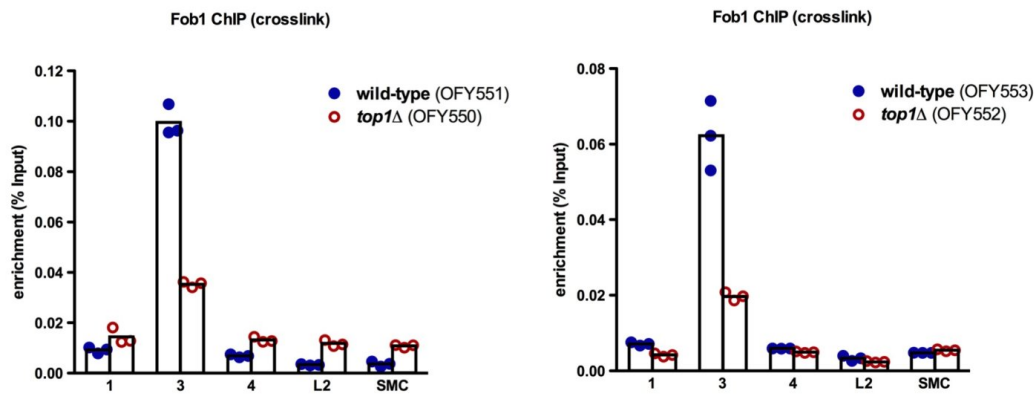 Fob1 ChIP (crosslink)
enrichment (% Input)
0.12
0.10
0.08
0.06
0.04
0.02
0.00
wild-type (OFY551)
top1Δ (OFY550)
1 3 4 L2 SMC
Fob1 ChIP (crosslink)
enrichment (% Input)
0.08
0.06
0.04
0.02
0.00
wild-type (OFY553)
top1Δ (OFY552)
1 3 4 L2 SMC